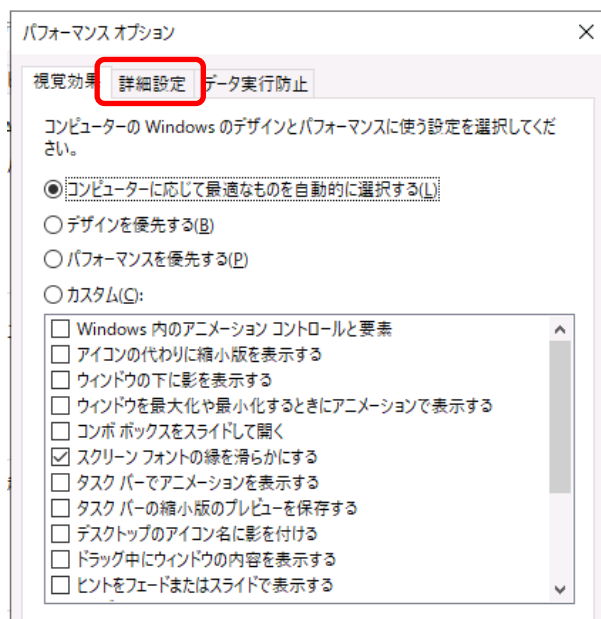 パフォーマンス オプション
視覚効果 詳細設定 データ実行防止
コンピューターの Windows のデザインとパフォーマンスに使う設定を選択してくだ
さい。
コンピューターに応じて最適なものを自動的に選択する(L)
デザインを優先する(B)
パフォーマンスを優先する(P)
カスタム(C):
Windows 内のアニメーション コントロールと要素
アイコンの代わりに縮小版を表示する
ウィンドウの下に影を表示する
ウィンドウを最大化や最小化するときにアニメーションで表示する
コンボ ボックスをスライドして開く
スクリーン フォントの縁を滑らかにする
タスク バーでアニメーションを表示する
タスク バーの縮小版のプレビューを保存する
デスクトップのアイコン名に影を付ける
ドラッグ中にウィンドウの内容を表示する
ヒントをフェードまたはスライドで表示する